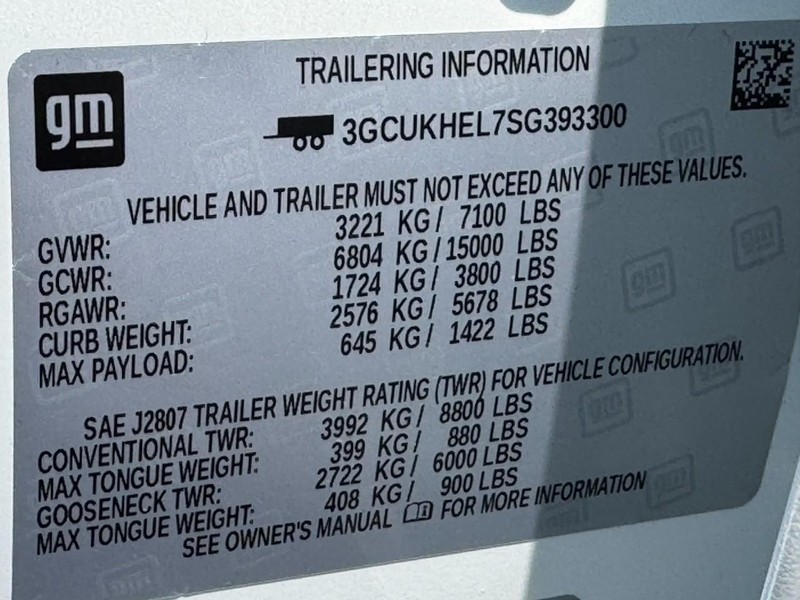 gm
TRAILERING INFORMATION
3GCUKHEL7SG393300
VEHICLE AND TRAILER MUST NOT EXCEED ANY OF THESE VALUES.
GVWR: 3221 KG / 7100 LBS
GCWR: 6804 KG / 15000 LBS
RGAWR: 1724 KG / 3800 LBS
CURB WEIGHT: 2576 KG / 5678 LBS
MAX PAYLOAD: 645 KG / 1422 LBS
SAE J2807 TRAILER WEIGHT RATING (TWR) FOR VEHICLE CONFIGURATION.
CONVENTIONAL TWR: 3992 KG / 8800 LBS
MAX TONGUE WEIGHT: 399 KG / 880 LBS
GOOSENECK TWR: 2722 KG / 6000 LBS
MAX TONGUE WEIGHT: 408 KG / 900 LBS
SEE OWNER'S MANUAL FOR MORE INFORMATION